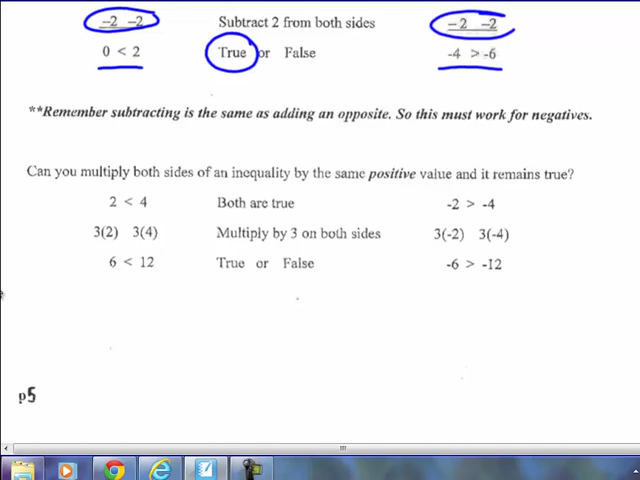 -2 -2 Subtract 2 from both sides -2 -2
0 < 2 True or False -4 > -6
**Remember subtracting is the same as adding an opposite. So this must work for negatives.
Can you multiply both sides of an inequality by the same positive value and it remains true?
2 < 4 Both are true -2 > -4
3(2) 3(4) Multiply by 3 on both sides 3(-2) 3(-4)
6 < 12 True or False -6 > -12
p5